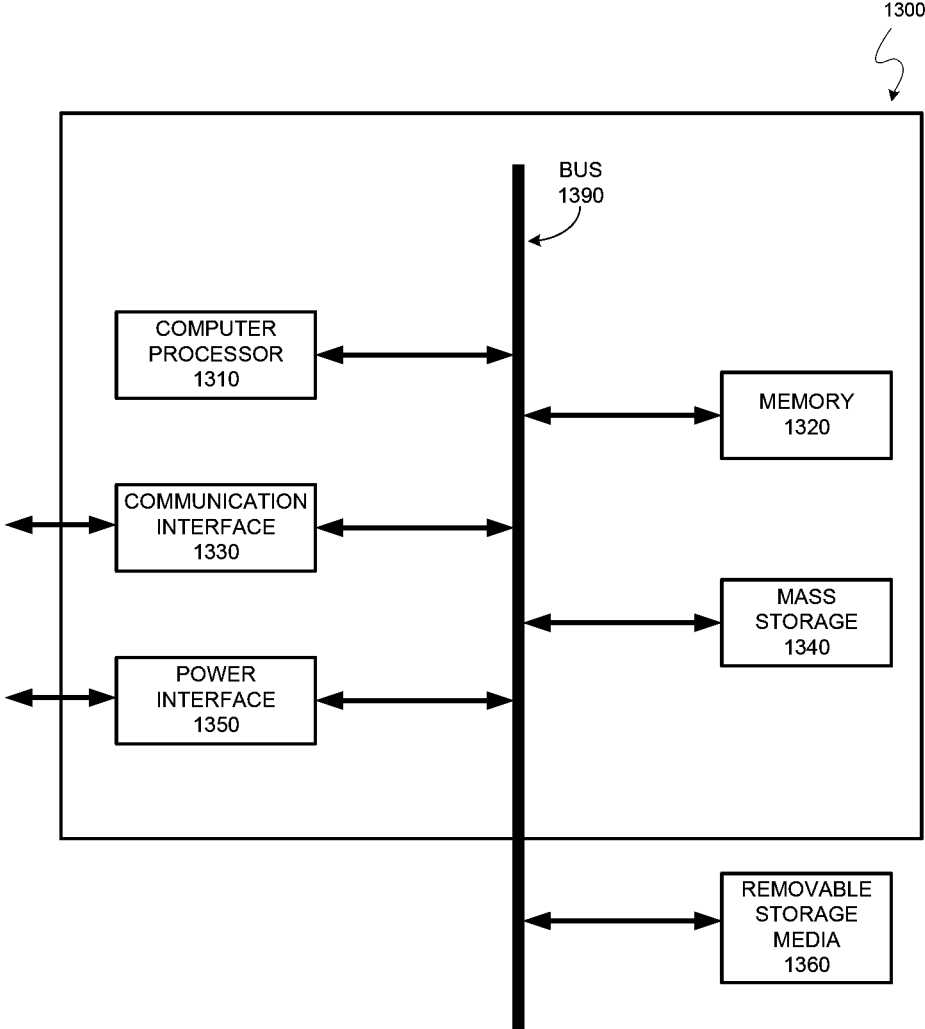 1300
BUS
1390
COMPUTER
PROCESSOR
1310
MEMORY
1320
COMMUNICATION
INTERFACE
1330
MASS
STORAGE
1340
POWER
INTERFACE
1350
REMOVABLE
STORAGE
MEDIA
1360